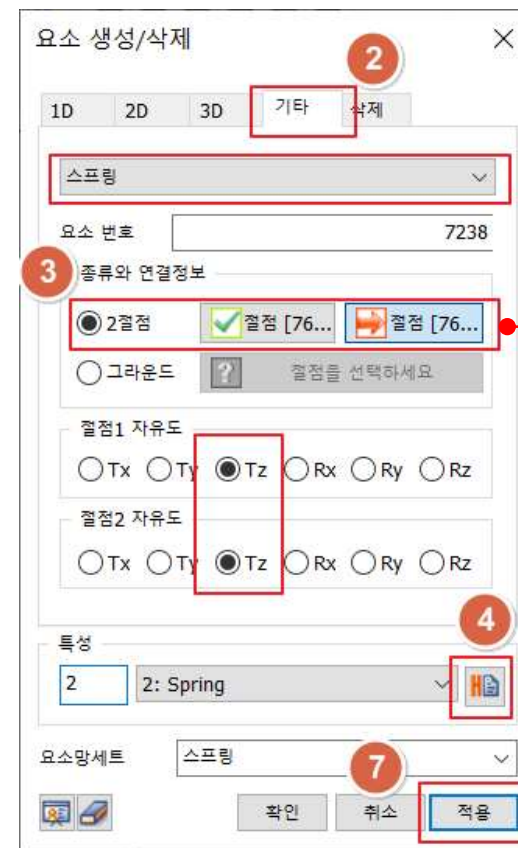 요소 생성/삭제
2
1D 2D 3D 기타 삭제
스프링
요소 번호 7238
3
종류와 연결정보
2절점 절점 [76... 절점 [76...
그라운드 ? 절점을 선택하세요
절점1 자유도
Tx Ty Tz Rx Ry Rz
절점2 자유도
Tx Ty Tz Rx Ry Rz
4
특성
2 2: Spring
요소망세트 스프링
7
확인 취소 적용